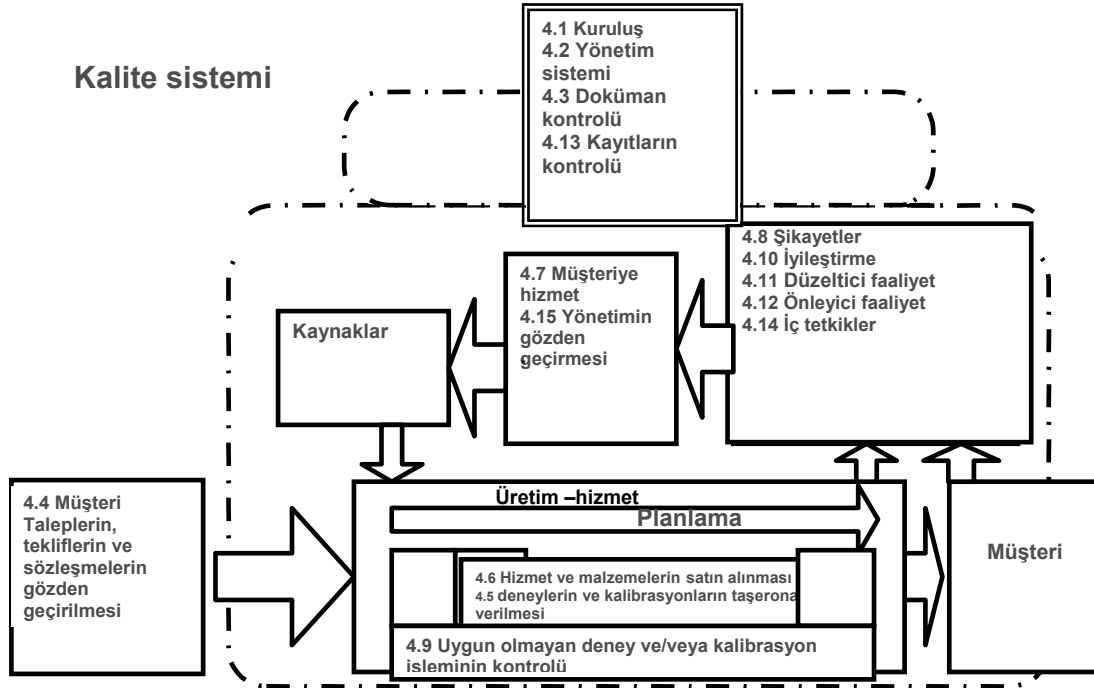 Kalite sistemi
4.1 Kuruluş
4.2 Yönetim
sistemi
4.3 Doküman
kontrolü
4.13 Kayıtların
kontrolü
4.8 Şikayetler
4.10 İyileştirme
4.11 Düzeltici faaliyet
4.12 Önleyici faaliyet
4.14 İç tetkikler
4.7 Müşteriye
hizmet
4.15 Yönetimin
gözden
geçirmesi
Kaynaklar
4.4 Müşteri
Taleplerin,
tekliflerin ve
sözleşmelerin
gözden
geçirilmesi
Üretim –hizmet
Planlama
4.6 Hizmet ve malzemelerin satın alınması
4.5 deneylerin ve kalibrasyonların taşerona
verilmesi
4.9 Uygun olmayan deney ve/veya kalibrasyon
işleminin kontrolü
Müşteri